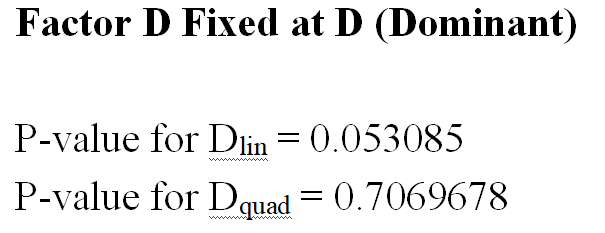 Factor D Fixed at D (Dominant)
P-value for Dlin = 0.053085
P-value for Dquad = 0.7069678